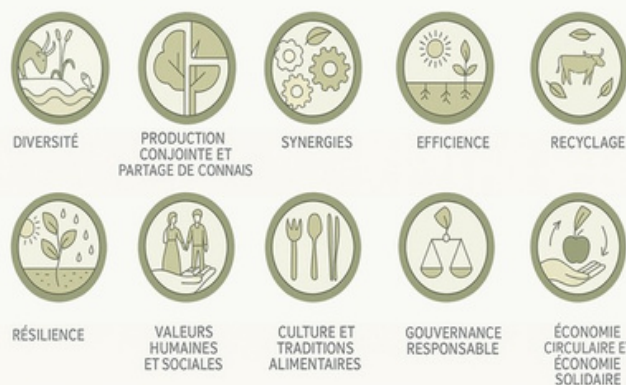 DIVERSITÉ
PRODUCTION
CONJOINTE ET
PARTAGE DE CONNAIS
SYNERGIES
EFFICIENCE
RECYCLAGE
RÉSILIENCE
VALEURS
HUMAINES
ET SOCIALES
CULTURE ET
TRADITIONS
ALIMENTAIRES
GOUVERNANCE
RESPONSABLE
ÉCONOMIE
CIRCULAIRE E
ÉCONOMIE
SOLIDAIRE